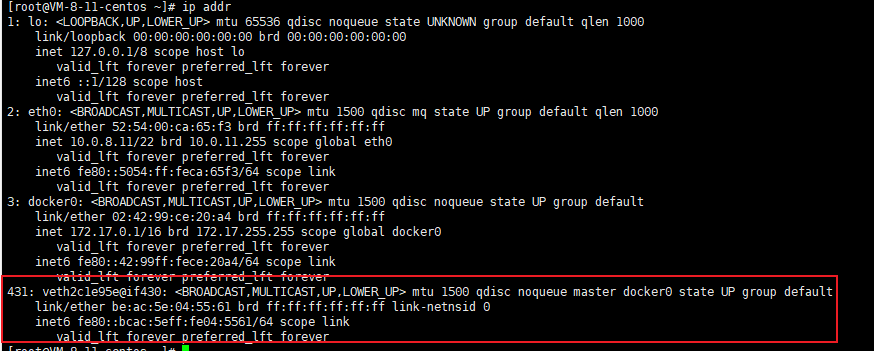 [root@VM-8-11-centos ~]# ip addr
1: lo: <LOOPBACK,UP,LOWER_UP> mtu 65536 qdisc noqueue state UNKNOWN group default qlen 1000
    link/loopback 00:00:00:00:00:00 brd 00:00:00:00:00:00
    inet 127.0.0.1/8 scope host lo
       valid_lft forever preferred_lft forever
    inet6 ::1/128 scope host
       valid_lft forever preferred_lft forever
2: eth0: <BROADCAST,MULTICAST,UP,LOWER_UP> mtu 1500 qdisc mq state UP group default qlen 1000
    link/ether 52:54:00:ca:65:f3 brd ff:ff:ff:ff:ff:ff
    inet 10.0.8.11/22 brd 10.0.11.255 scope global eth0
       valid_lft forever preferred_lft forever
    inet6 fe80::5054:ff:feca:65f3/64 scope link
       valid_lft forever preferred_lft forever
3: docker0: <BROADCAST,MULTICAST,UP,LOWER_UP> mtu 1500 qdisc noqueue state UP group default
    link/ether 02:42:99:ce:20:a4 brd ff:ff:ff:ff:ff:ff
    inet 172.17.0.1/16 brd 172.17.255.255 scope global docker0
       valid_lft forever preferred_lft forever
    inet6 fe80::42:99ff:fece:20a4/64 scope link
       valid_lft forever preferred_lft forever
431: veth2c1e95e@if430: <BROADCAST,MULTICAST,UP,LOWER_UP> mtu 1500 qdisc noqueue master docker0 state UP group default
    link/ether be:ac:5e:04:55:61 brd ff:ff:ff:ff:ff:ff link-netnsid 0
    inet6 fe80::bcac:5eff:fe04:5561/64 scope link
       valid_lft forever preferred_lft forever
[root@VM-8-11-centos ~]#